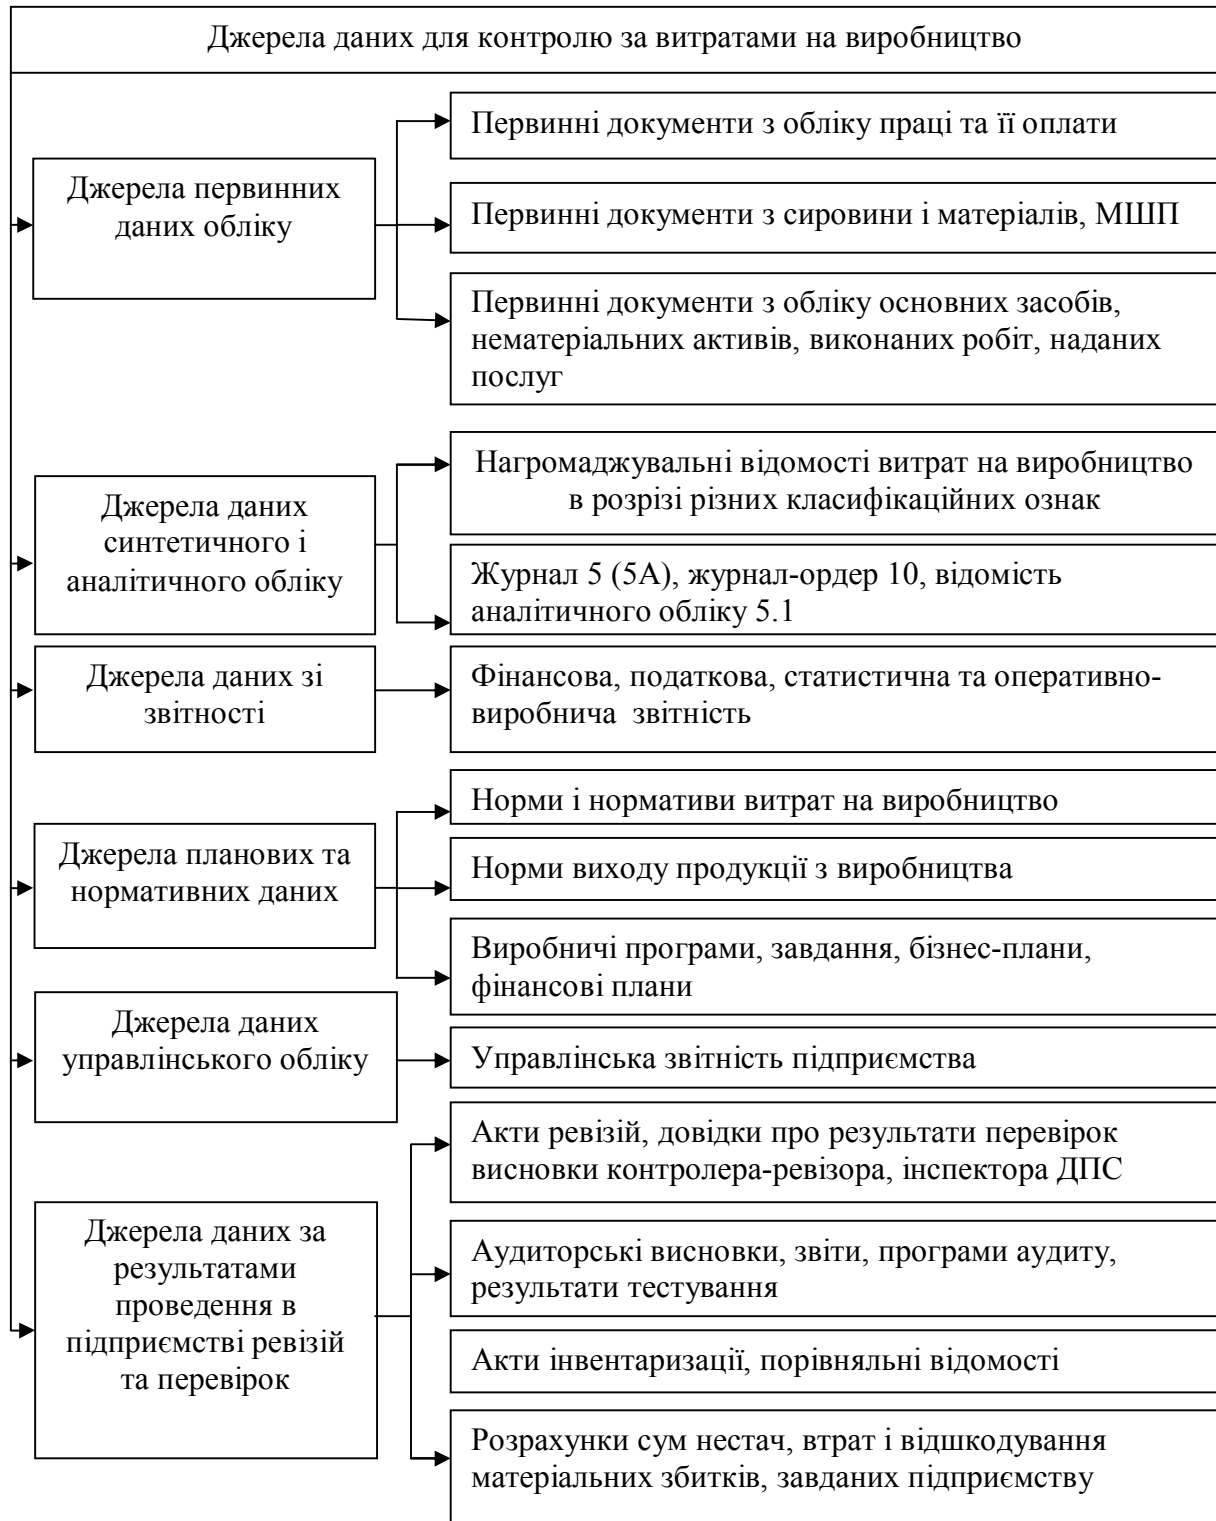 Джерела даних для контролю за витратами на виробництво
Джерела первинних
даних обліку
Первинні документи з обліку праці та її оплати
Первинні документи з сировини і матеріалів, МШП
Первинні документи з обліку основних засобів,
нематеріальних активів, виконаних робіт, наданих
послуг
Джерела даних
синтетичного і
аналітичного обліку
Нагромаджувальні відомості витрат на виробництво
в розрізі різних класифікаційних ознак
Журнал 5 (5А), журнал-ордер 10, відомість
аналітичного обліку 5.1
Джерела даних зі
звітності
Фінансова, податкова, статистична та оперативно-
виробнича звітність
Джерела планових та
нормативних даних
Норми і нормативи витрат на виробництво
Норми виходу продукції з виробництва
Виробничі програми, завдання, бізнес-плани,
фінансові плани
Джерела даних
управлінського обліку
Управлінська звітність підприємства
Джерела даних за
результатами
проведення в
підприємстві ревізій
та перевірок
Акти ревізій, довідки про результати перевірок
висновки контролера-ревізора, інспектора ДПС
Аудиторські висновки, звіти, програми аудиту,
результати тестування
Акти інвентаризації, порівняльні відомості
Розрахунки сум нестач, втрат і відшкодування
матеріальних збитків, завданих підприємству